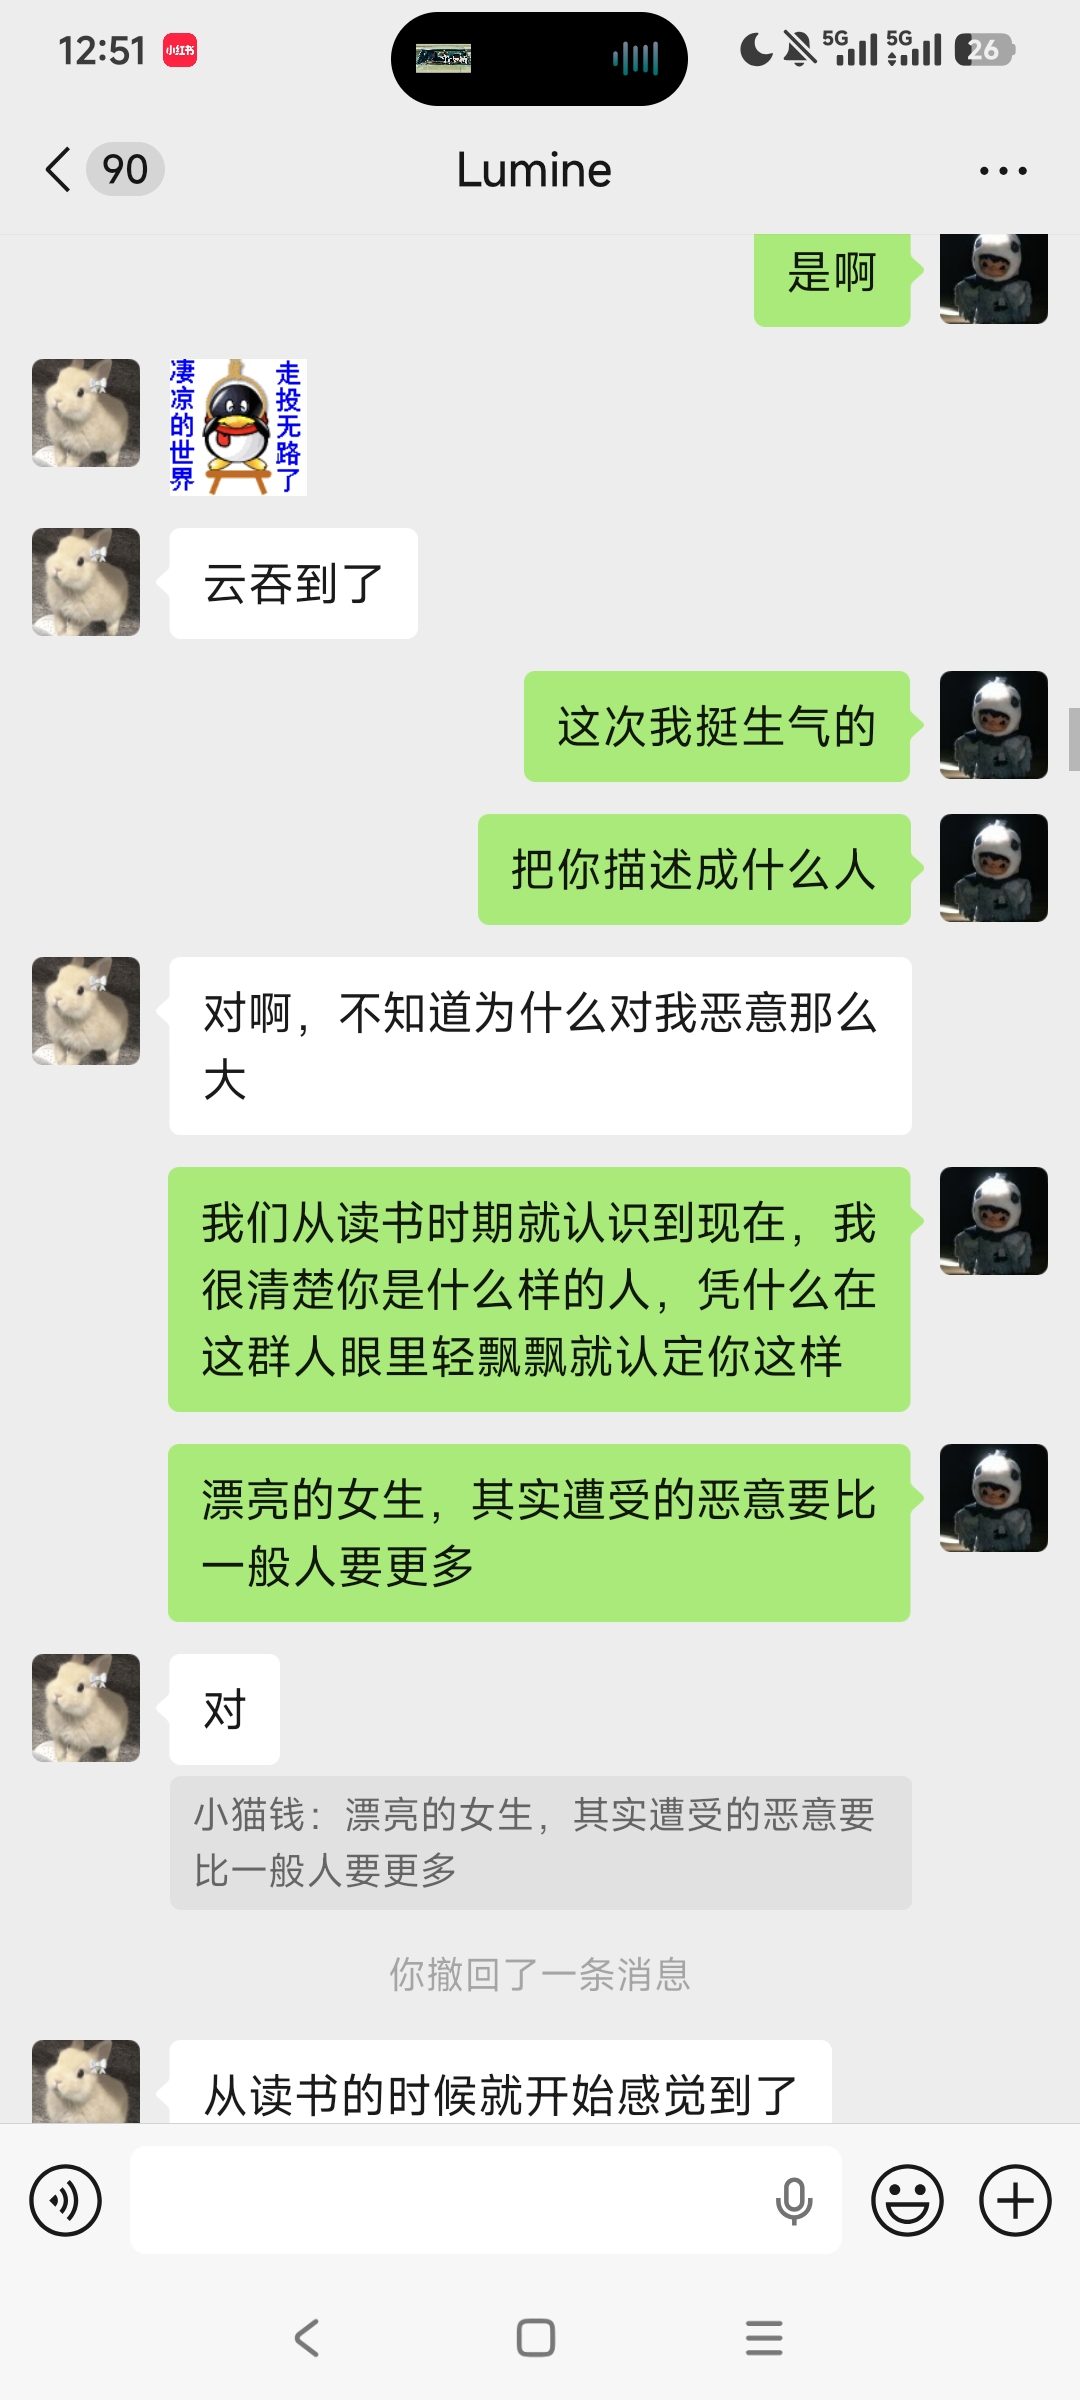 12:51
小红书
5G
5G
26
90
Lumine
是啊
凄凉的世界
走投无路了
云吞到了
这次我挺生气的
把你描述成什么人
对啊，不知道为什么对我恶意那么
大
我们从读书时期就认识到现在，我
很清楚你是什么样的人，凭什么在
这群人眼里轻飘飘就认定你这样
漂亮的女生，其实遭受的恶意要比
一般人要更多
对
小猫钱：漂亮的女生，其实遭受的恶意要
比一般人要更多
你撤回了一条消息
从读书的时候就开始感觉到了